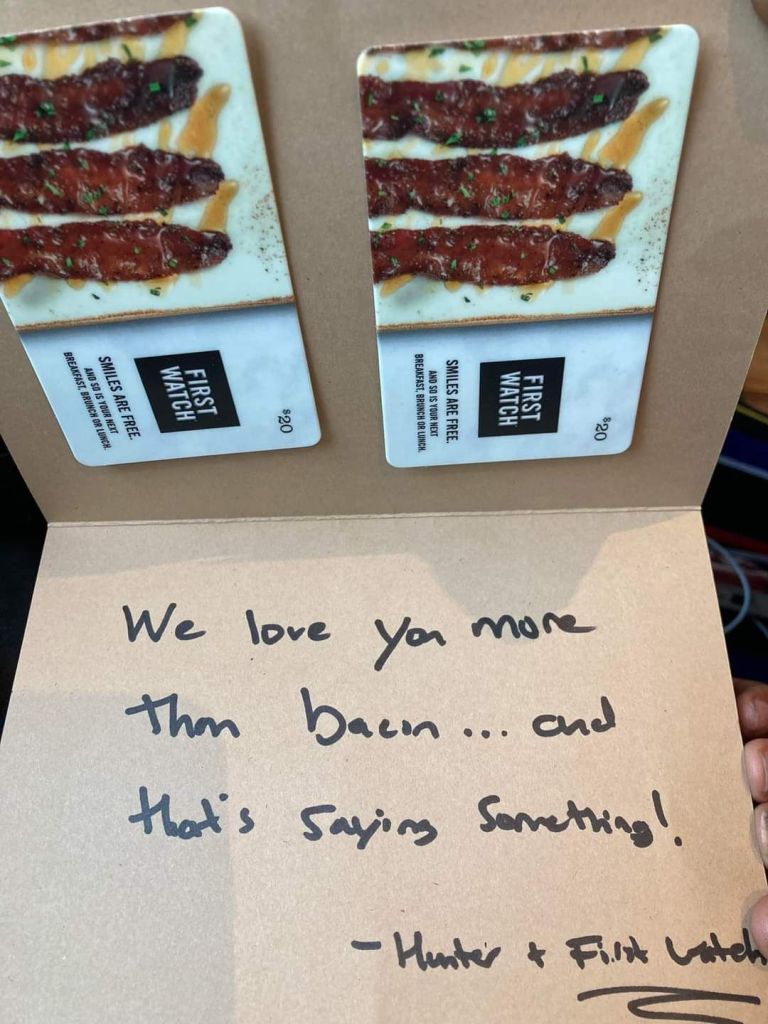 FIRST
WATCH
$20
SMILES ARE FREE.
AND SO IS YOUR NEXT
BREAKFAST, BRUNCH OR LUNCH.
FIRST
WATCH
$20
SMILES ARE FREE.
AND SO IS YOUR NEXT
BREAKFAST, BRUNCH OR LUNCH.
We love you more
than bacon... and
that's saying something!
- Hunter + First Watch